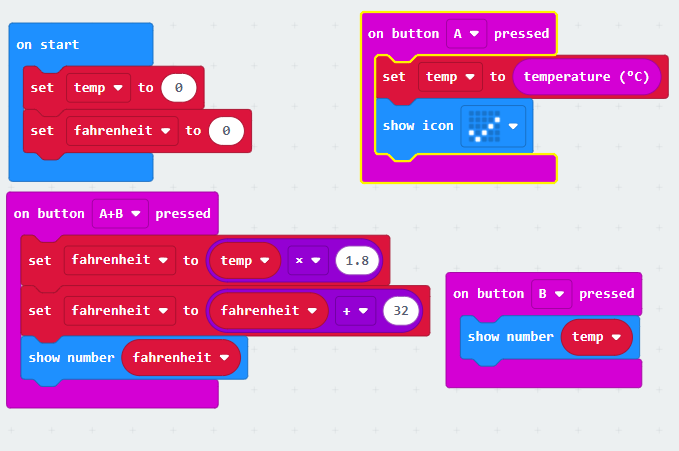 on start
set temp to 0
set fahrenheit to 0
on button A pressed
set temp to temperature (°C)
show icon
on button A+B pressed
set fahrenheit to temp × 1.8
set fahrenheit to fahrenheit + 32
show number fahrenheit
on button B pressed
show number temp